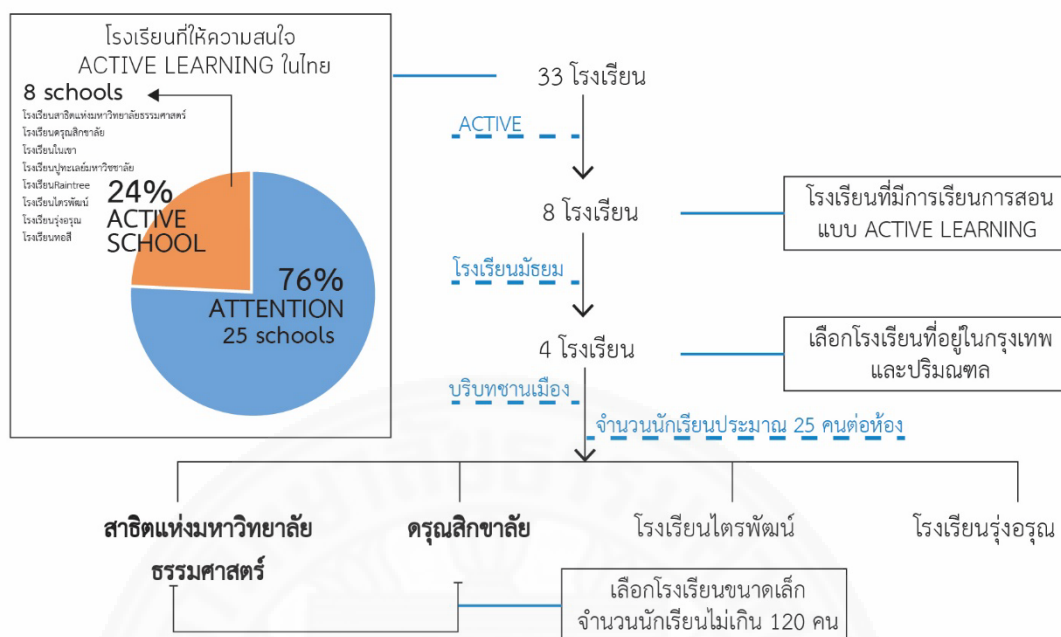 โรงเรียนที่ให้ความสนใจ
ACTIVE LEARNING ในไทย
8 schools
โรงเรียนสาธิตแห่งมหาวิทยาลัยธรรมศาสตร์
โรงเรียนดรุณสิกขาลัย
โรงเรียนในเขา
โรงเรียนปูทะเลย์มหาวิชชาลัย
โรงเรียนRaintree
โรงเรียนไตรพัฒน์
โรงเรียนรุ่งอรุณ
โรงเรียนทอสี
24%
ACTIVE
SCHOOL
76%
ATTENTION
25 schools
33 โรงเรียน
ACTIVE
8 โรงเรียน
โรงเรียนที่มีการเรียนการสอน
แบบ ACTIVE LEARNING
โรงเรียนมัธยม
4 โรงเรียน
เลือกโรงเรียนที่อยู่ในกรุงเทพ
และปริมณฑล
บริบทชานเมือง
จำนวนนักเรียนประมาณ 25 คนต่อห้อง
สาธิตแห่งมหาวิทยาลัย
ธรรมศาสตร์
ดรุณสิกขาลัย
โรงเรียนไตรพัฒน์
โรงเรียนรุ่งอรุณ
เลือกโรงเรียนขนาดเล็ก
จำนวนนักเรียนไม่เกิน 120 คน